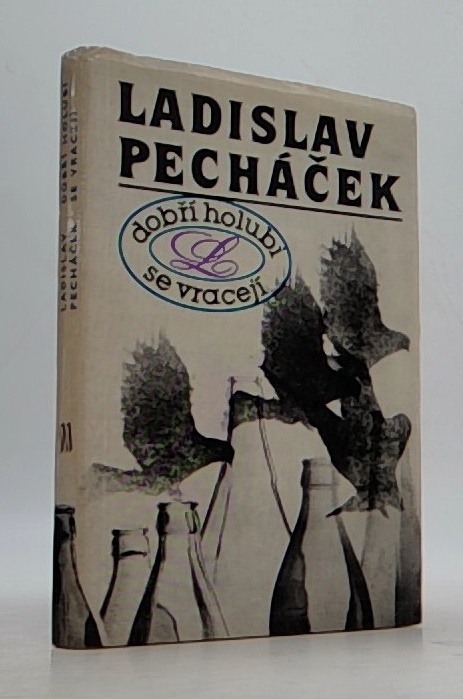 LADISLAV
PECHÁČEK
dobří holubi
L
se vracejí
LADISLAV DOBŘÍ HOLUBI
PECHÁČEK SE VRACEJÍ